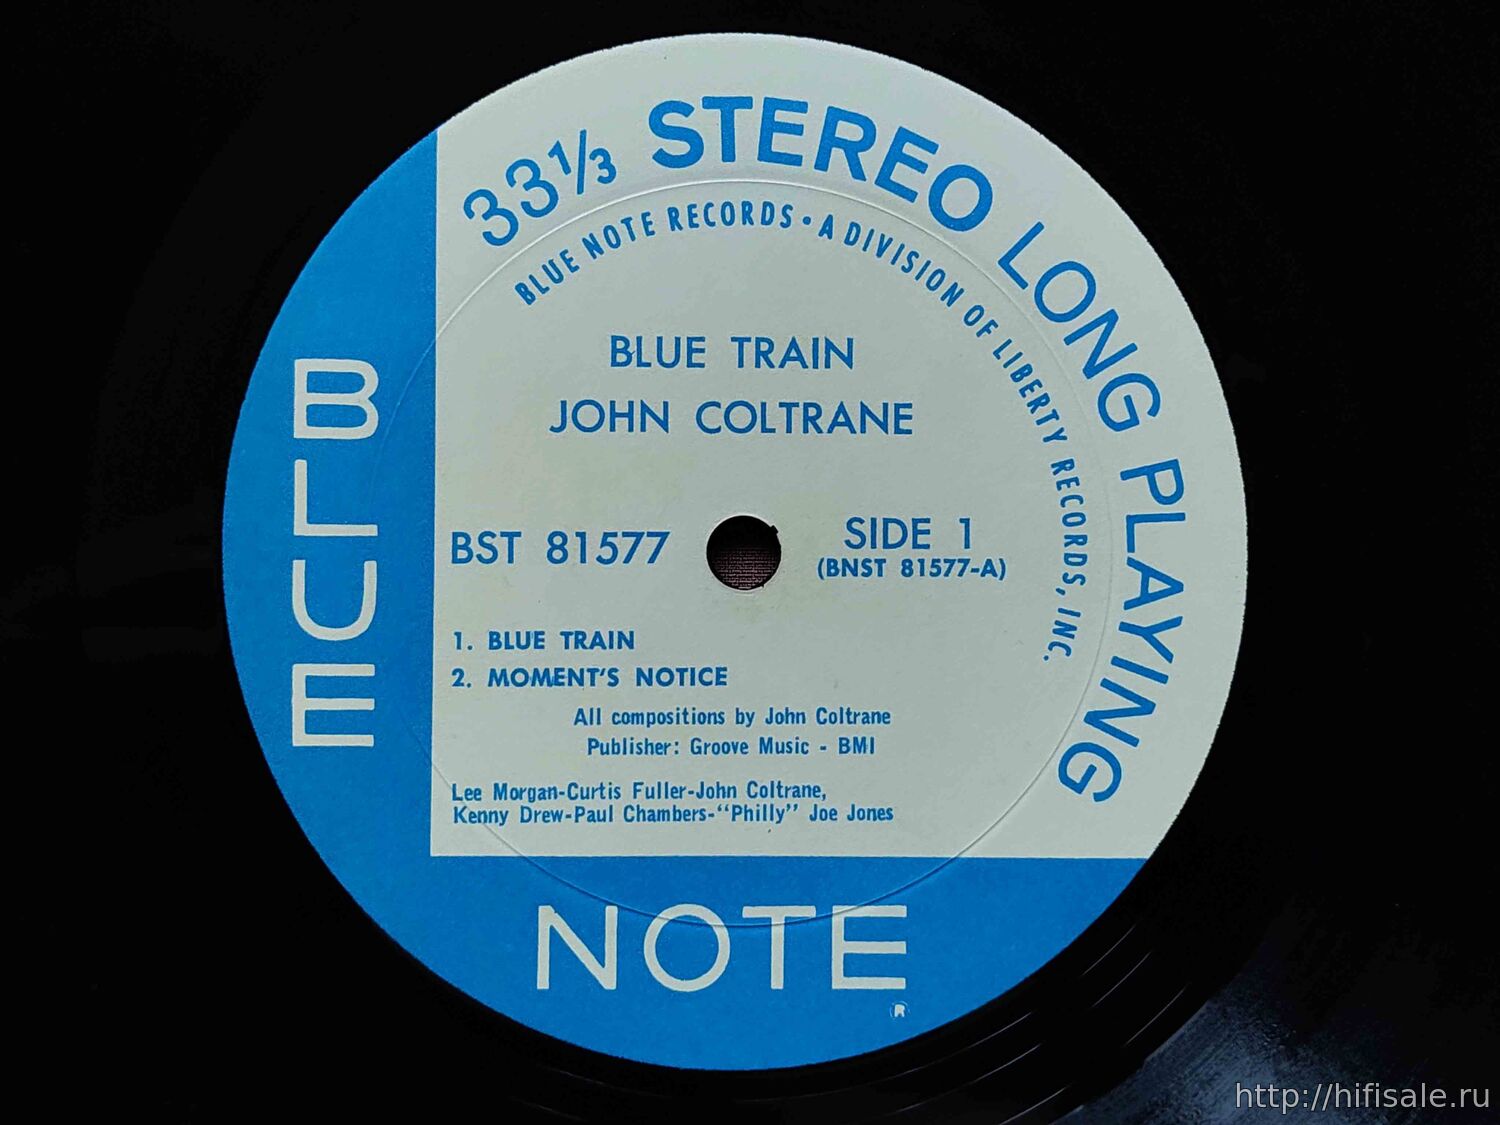 33⅓ STEREO LONG PLAYING
BLUE NOTE RECORDS • A DIVISION OF LIBERTY RECORDS, INC.
BLUE TRAIN
JOHN COLTRANE
BST 81577
SIDE 1
(BNST 81577-A)
1. BLUE TRAIN
2. MOMENT'S NOTICE
All compositions by John Coltrane
Publisher: Groove Music - BMI
Lee Morgan-Curtis Fuller-John Coltrane,
Kenny Drew-Paul Chambers-“Philly” Joe Jones
BLUE
NOTE
®
http://hifisale.ru